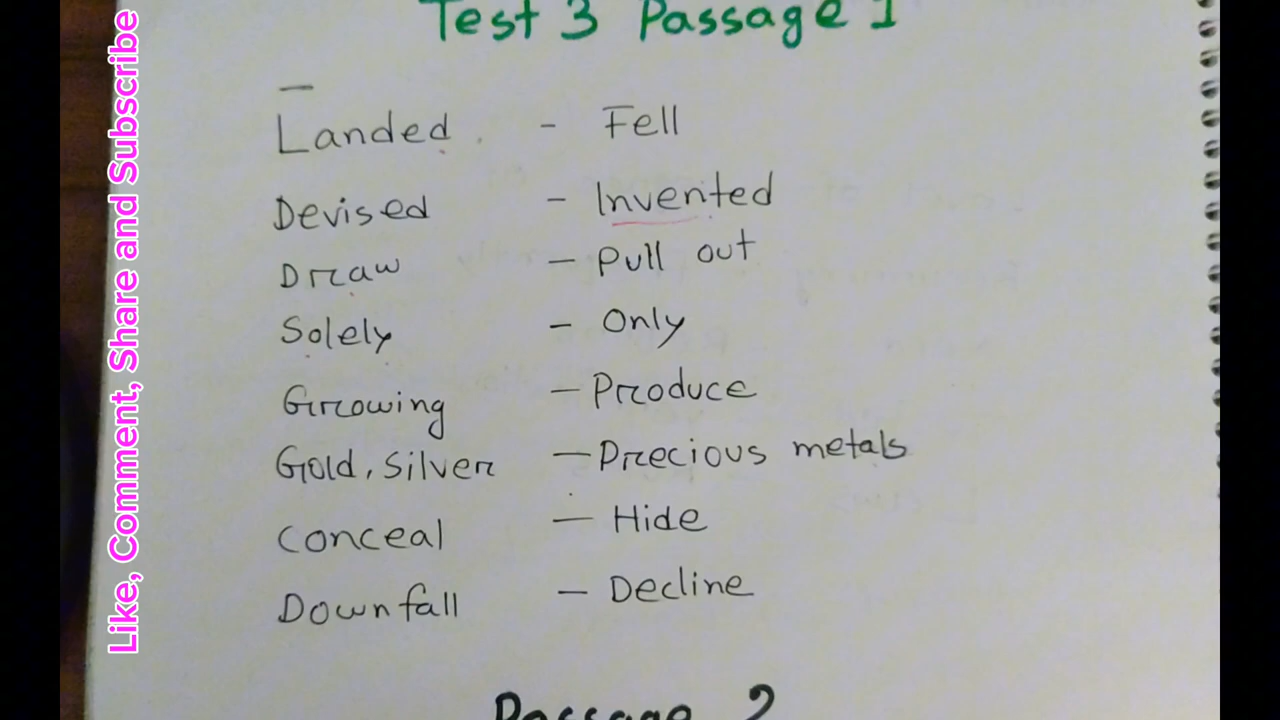 Test 3 Passage 1
Landed - Fell
Devised - Invented
Draw - Pull out
Solely - Only
Growing - Produce
Gold, Silver - Precious metals
Conceal - Hide
Downfall - Decline
Passage 2
Like, Comment, Share and Subscribe